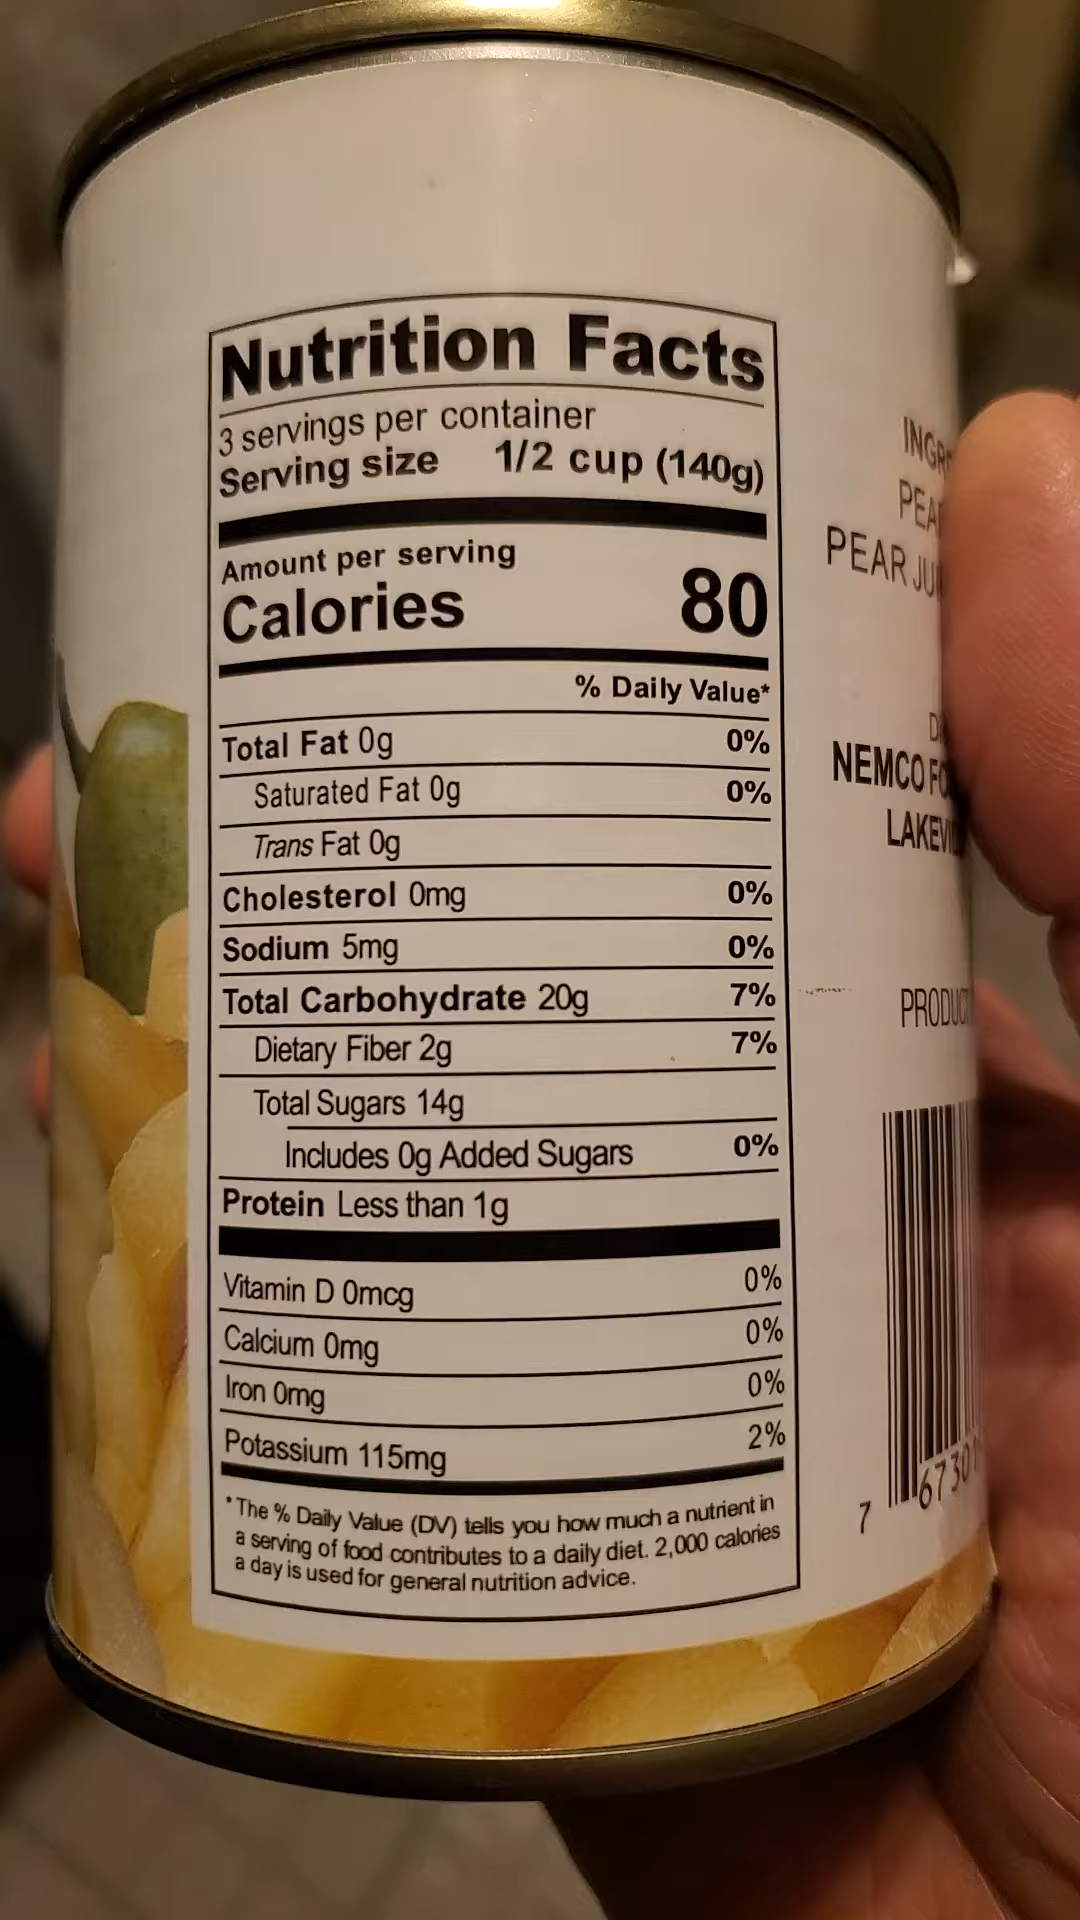 Nutrition Facts
3 servings per container
Serving size 1/2 cup (140g)
Amount per serving
Calories 80
% Daily Value*
Total Fat 0g 0%
Saturated Fat 0g 0%
Trans Fat 0g
Cholesterol 0mg 0%
Sodium 5mg 0%
Total Carbohydrate 20g 7%
Dietary Fiber 2g 7%
Total Sugars 14g
Includes 0g Added Sugars 0%
Protein Less than 1g
Vitamin D 0mcg 0%
Calcium 0mg 0%
Iron 0mg 0%
Potassium 115mg 2%
*The % Daily Value (DV) tells you how much a nutrient in
a serving of food contributes to a daily diet. 2,000 calories
a day is used for general nutrition advice.
PEAR
NEMCO
7